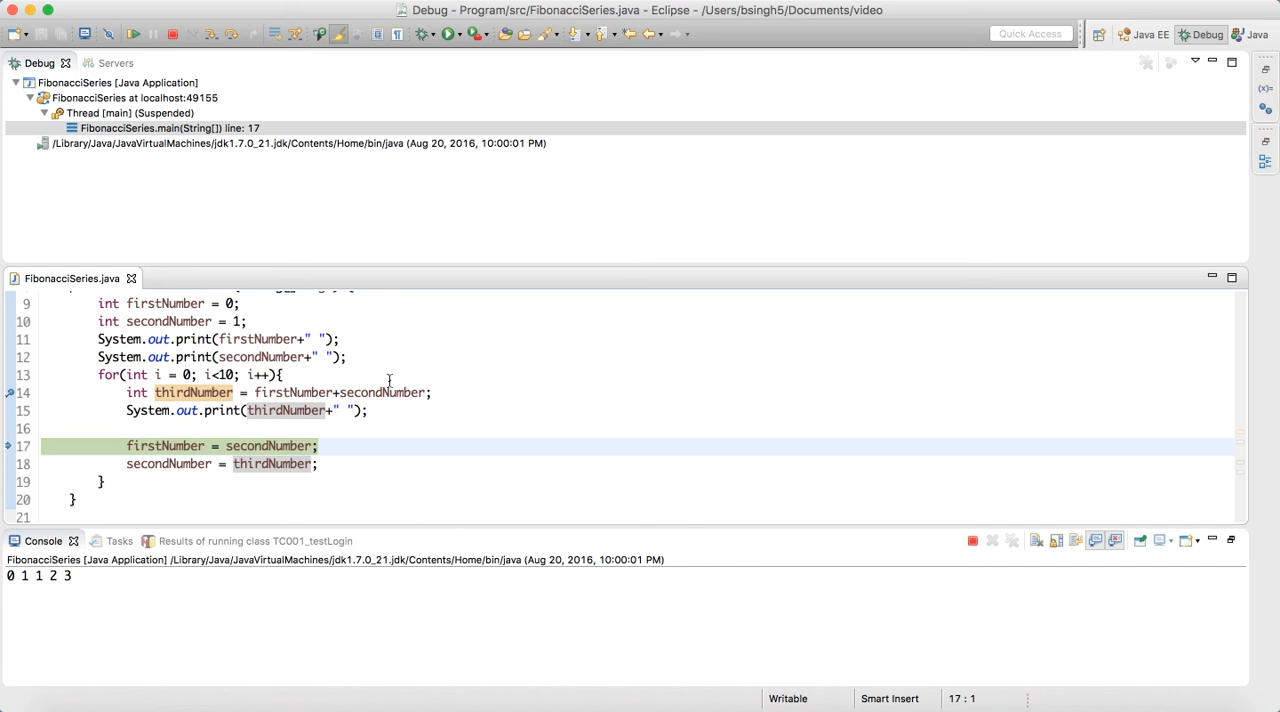 Debug - Program/src/FibonacciSeries.java - Eclipse - /Users/bsingh5/Documents/video
Quick Access
Java EE
Debug
Java
Debug
Servers
FibonacciSeries [Java Application]
FibonacciSeries at localhost:49155
Thread [main] (Suspended)
FibonacciSeries.main(String[]) line: 17
/Library/Java/JavaVirtualMachines/jdk1.7.0_21.jdk/Contents/Home/bin/java (Aug 20, 2016, 10:00:01 PM)
FibonacciSeries.java
9 int firstNumber = 0;
10 int secondNumber = 1;
11 System.out.print(firstNumber+" ");
12 System.out.print(secondNumber+" ");
13 for(int i = 0; i<10; i++){
14 int thirdNumber = firstNumber+secondNumber;
15 System.out.print(thirdNumber+" ");
16
17 firstNumber = secondNumber;
18 secondNumber = thirdNumber;
19 }
20 }
21
Console
Tasks
Results of running class TC001_testLogin
FibonacciSeries [Java Application] /Library/Java/JavaVirtualMachines/jdk1.7.0_21.jdk/Contents/Home/bin/java (Aug 20, 2016, 10:00:01 PM)
0 1 1 2 3
Writable
Smart Insert
17 : 1